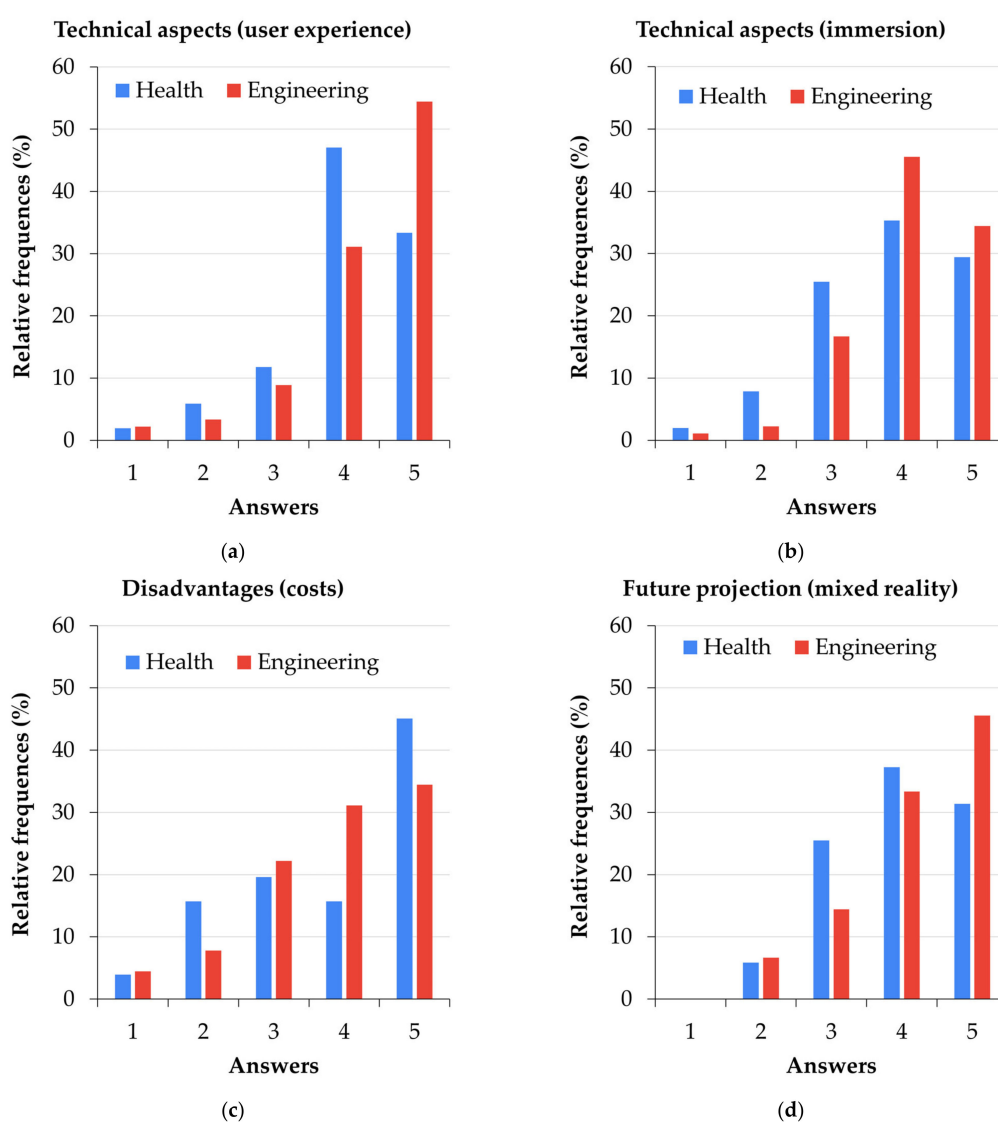 Technical aspects (user experience)
Health Engineering
Relative frequences (%)
60
50
40
30
20
10
0
1 2 3 4 5
Answers
(a)
Technical aspects (immersion)
Health Engineering
Relative frequences (%)
60
50
40
30
20
10
0
1 2 3 4 5
Answers
(b)
Disadvantages (costs)
Health Engineering
Relative frequences (%)
60
50
40
30
20
10
0
1 2 3 4 5
Answers
(c)
Future projection (mixed reality)
Health Engineering
Relative frequences (%)
60
50
40
30
20
10
0
1 2 3 4 5
Answers
(d)